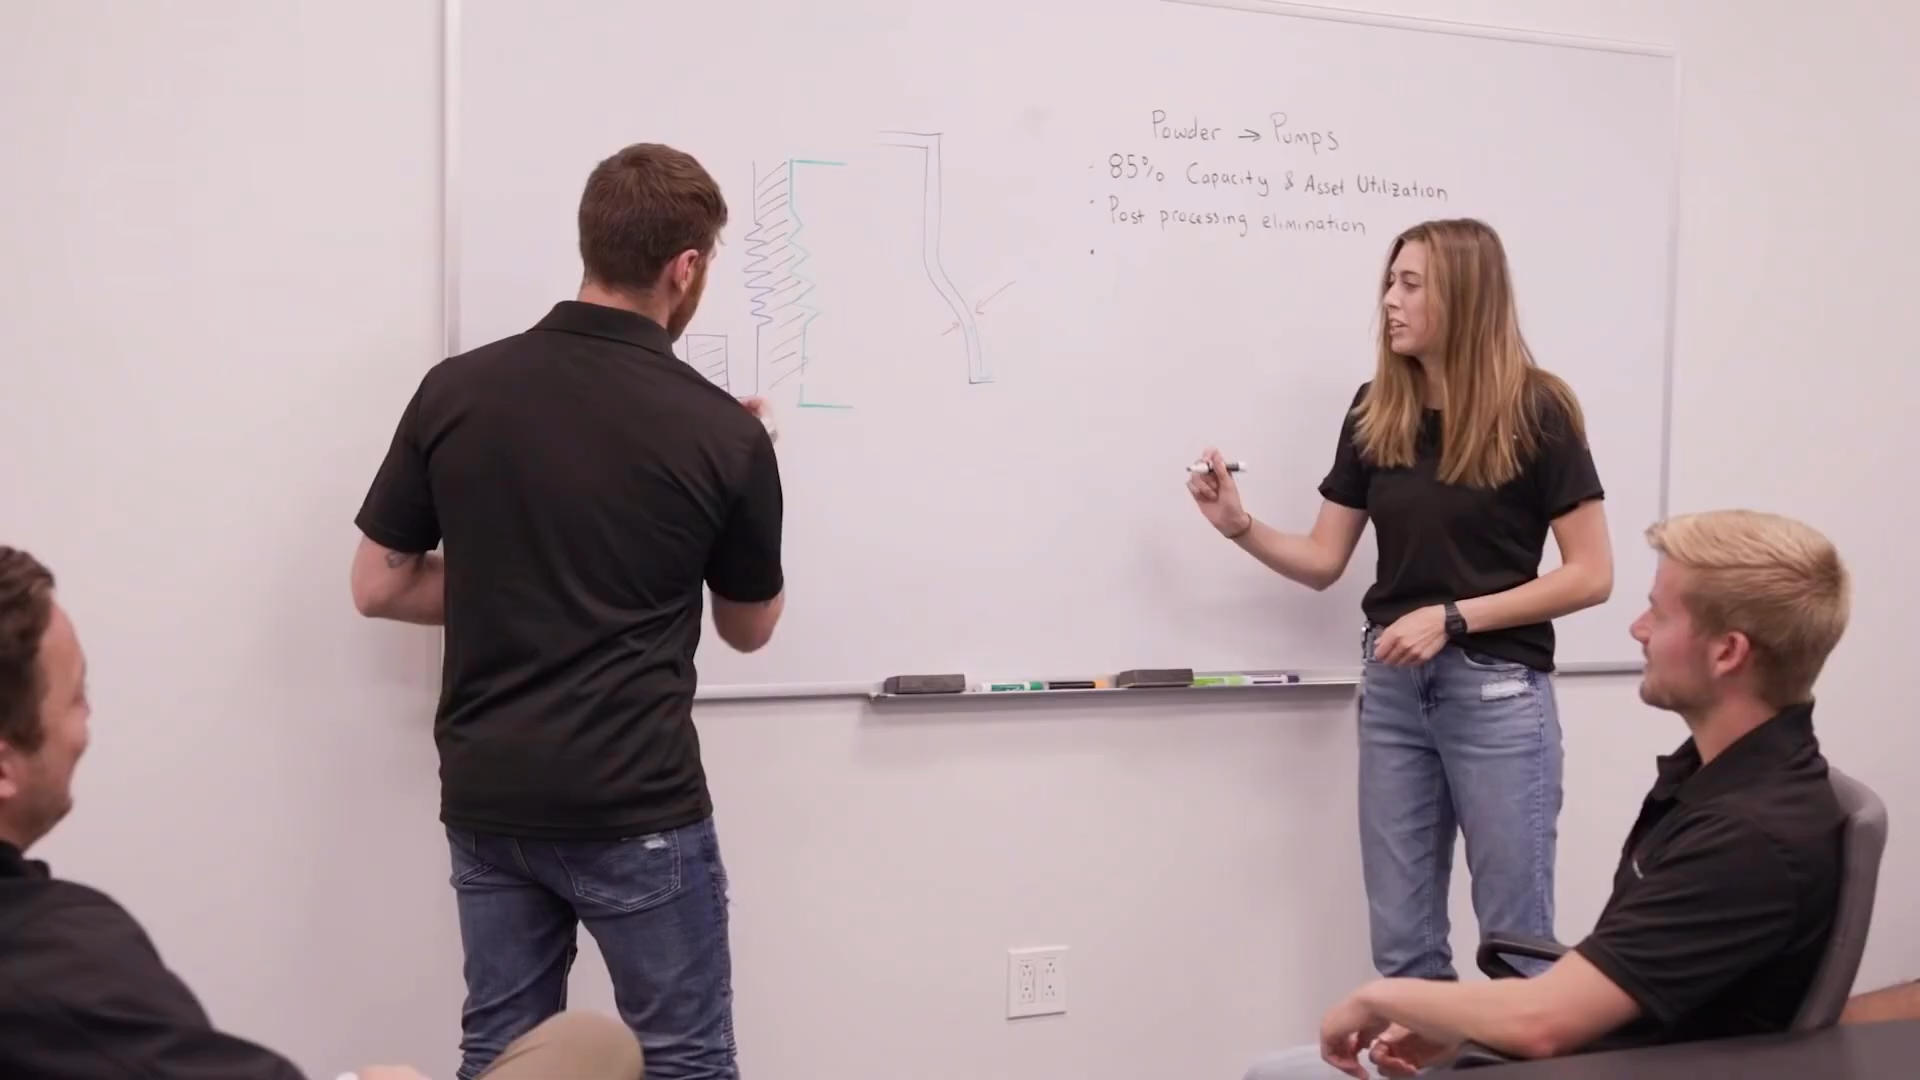 Powder → Pumps
· 85% Capacity & Asset Utilization
· Post processing elimination
·